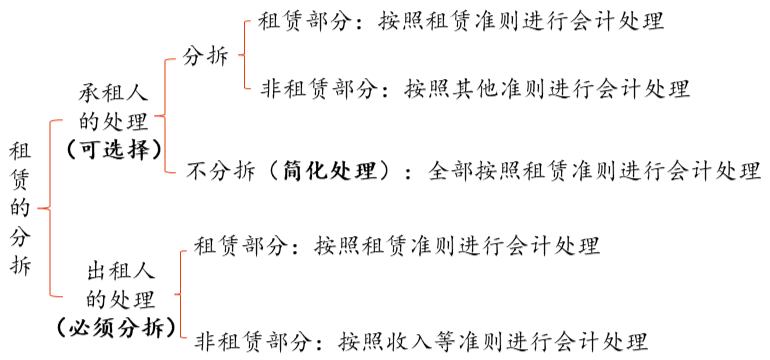 租赁的分拆
承租人
的处理
（可选择）
分拆
租赁部分：按照租赁准则进行会计处理
非租赁部分：按照其他准则进行会计处理
不分拆（简化处理）：全部按照租赁准则进行会计处理
出租人
的处理
（必须分拆）
租赁部分：按照租赁准则进行会计处理
非租赁部分：按照收入等准则进行会计处理